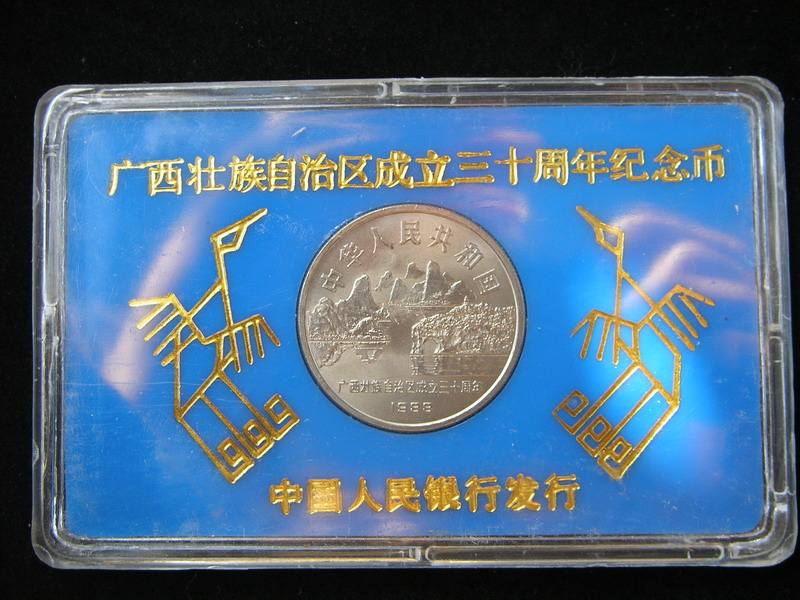 广西壮族自治区成立三十周年纪念币
中华人民共和国
广西壮族自治区成立三十周年
1988
中国人民银行发行